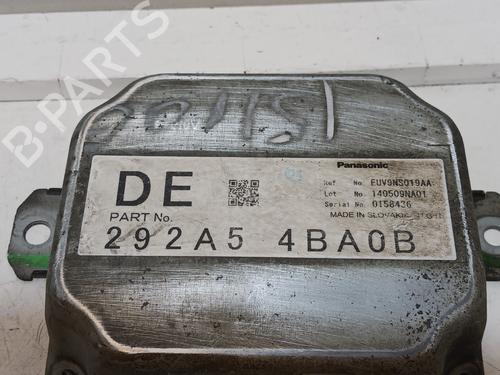 B-PARTS
DE
PART No.
292A5 4BA0B
Panasonic
Ref No. EUV9NS019AA
Lot No. 140509NA01
Serial No. 0158436
MADE IN SLOVAKIA